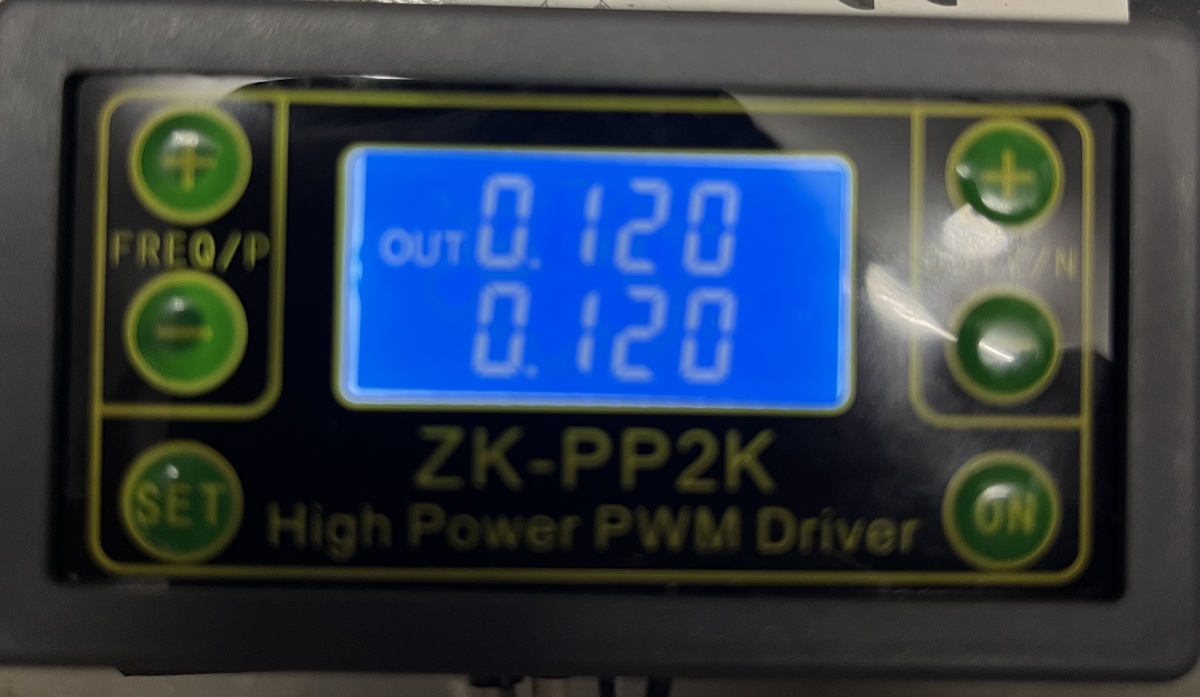 +
+
FREQ/P
OUT 0.120
/N
-
0.120
ZK-PP2K
SET
High Power PWM Driver
ON